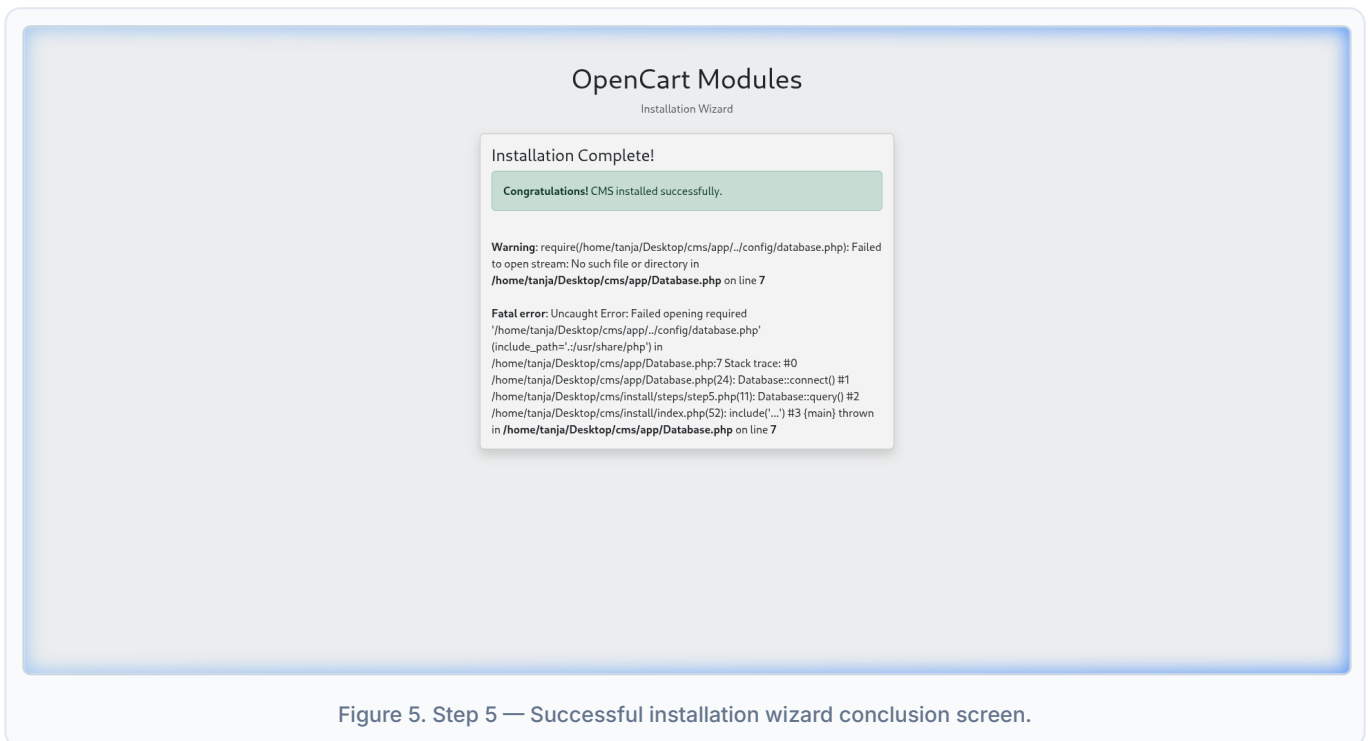 OpenCart Modules
Installation Wizard
Installation Complete!
Congratulations! CMS installed successfully.
Warning: require(/home/tanja/Desktop/cms/app/../config/database.php): Failed
to open stream: No such file or directory in
/home/tanja/Desktop/cms/app/Database.php on line 7
Fatal error: Uncaught Error: Failed opening required
'/home/tanja/Desktop/cms/app/../config/database.php'
(include_path='.:/usr/share/php') in
/home/tanja/Desktop/cms/app/Database.php:7 Stack trace: #0
/home/tanja/Desktop/cms/app/Database.php(24): Database::connect() #1
/home/tanja/Desktop/cms/install/steps/step5.php(11): Database::query() #2
/home/tanja/Desktop/cms/install/index.php(52): include('...') #3 {main} thrown
in /home/tanja/Desktop/cms/app/Database.php on line 7
Figure 5. Step 5 — Successful installation wizard conclusion screen.